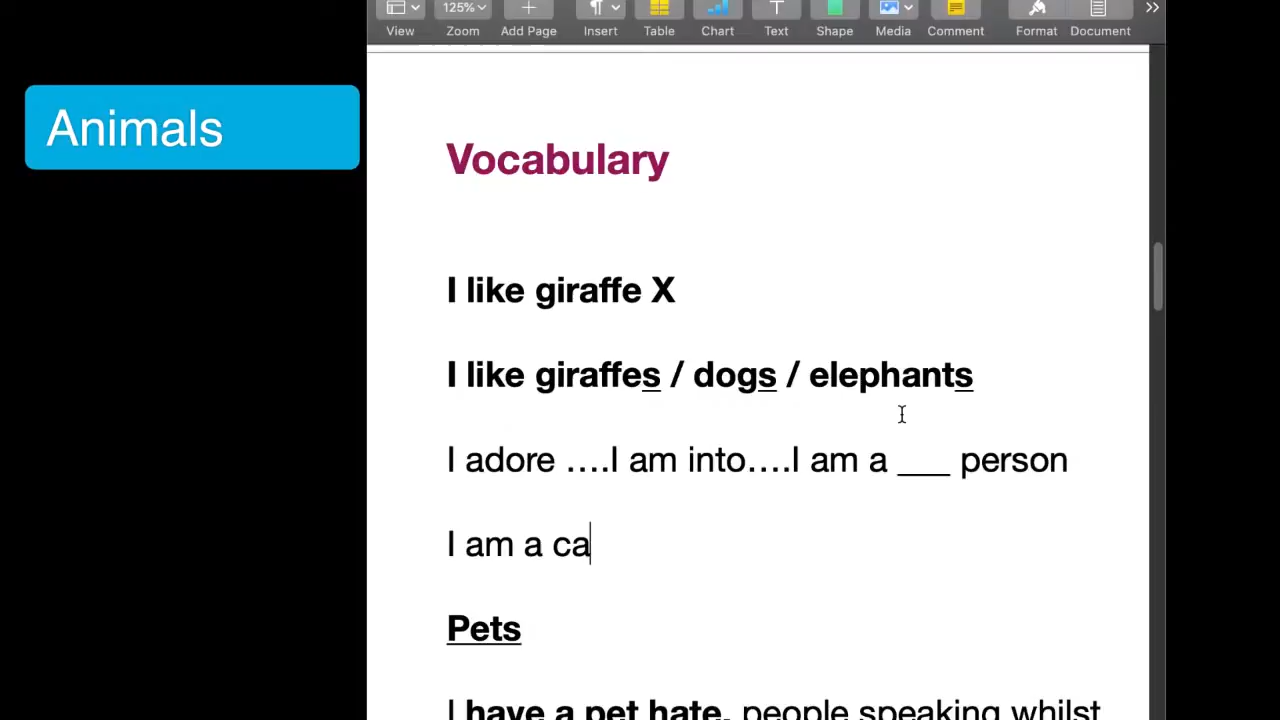 125%
View Zoom Add Page Insert Table Chart Text Shape Media Comment Format Document
Animals
Vocabulary
I like giraffe X
I like giraffes / dogs / elephants
I adore ….I am into….I am a ___ person
I am a ca
Pets
I have a pet hate, people speaking whilst